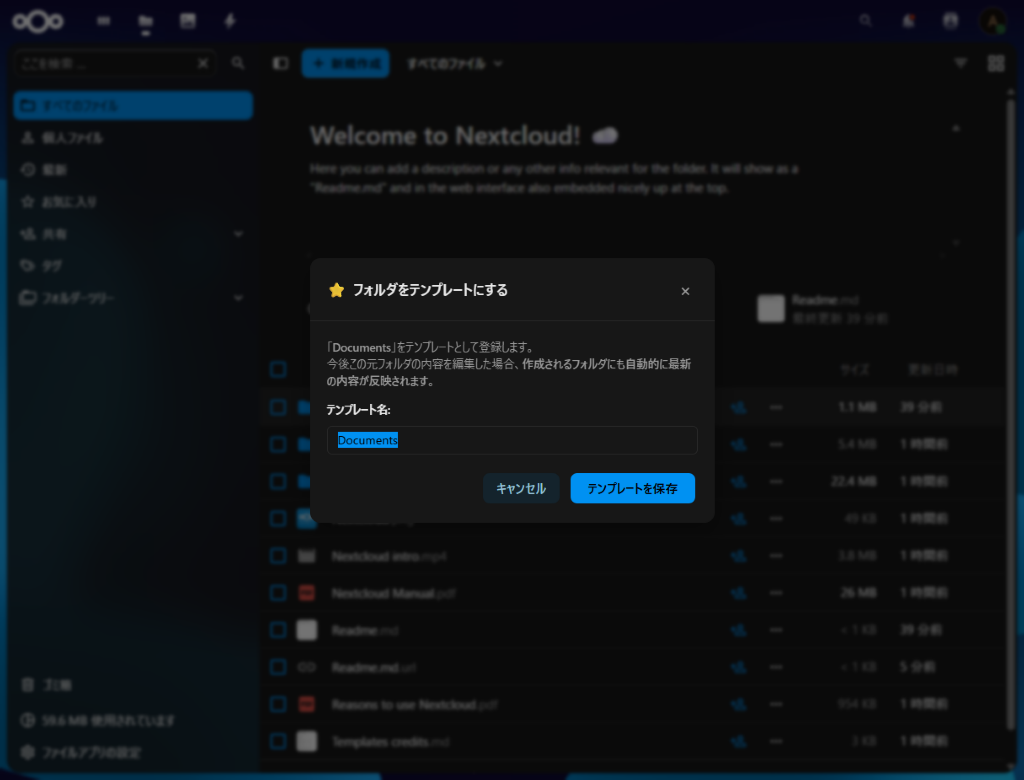 ここを検索 ...
新規作成
すべてのファイル
すべてのファイル
個人ファイル
最新
お気に入り
共有
タグ
フォルダーツリー
Welcome to Nextcloud!
Here you can add a description or any other info relevant for the folder. It will show as a
"Readme.md" and in the web interface also embedded nicely up at the top.
フォルダをテンプレートにする
Readme.md
最終更新 39 分前
「Documents」をテンプレートとして登録します。
今後この元フォルダの内容を編集した場合、作成されるフォルダにも自動的に最新
の内容が反映されます。
テンプレート名:
Documents
キャンセル
テンプレートを保存
サイズ
更新日時
1.1 MB
39 分前
5.4 MB
1 時間前
22.4 MB
1 時間前
49 KB
1 時間前
Nextcloud intro.mp4
3.8 MB
1 時間前
Nextcloud Manual.pdf
26 MB
1 時間前
Readme.md
< 1 KB
39 分前
Readme.md.url
< 1 KB
5 分前
Reasons to use Nextcloud.pdf
954 KB
1 時間前
Templates credits.md
3 KB
1 時間前
ゴミ箱
59.6 MB 使用されています
ファイルアプリの設定